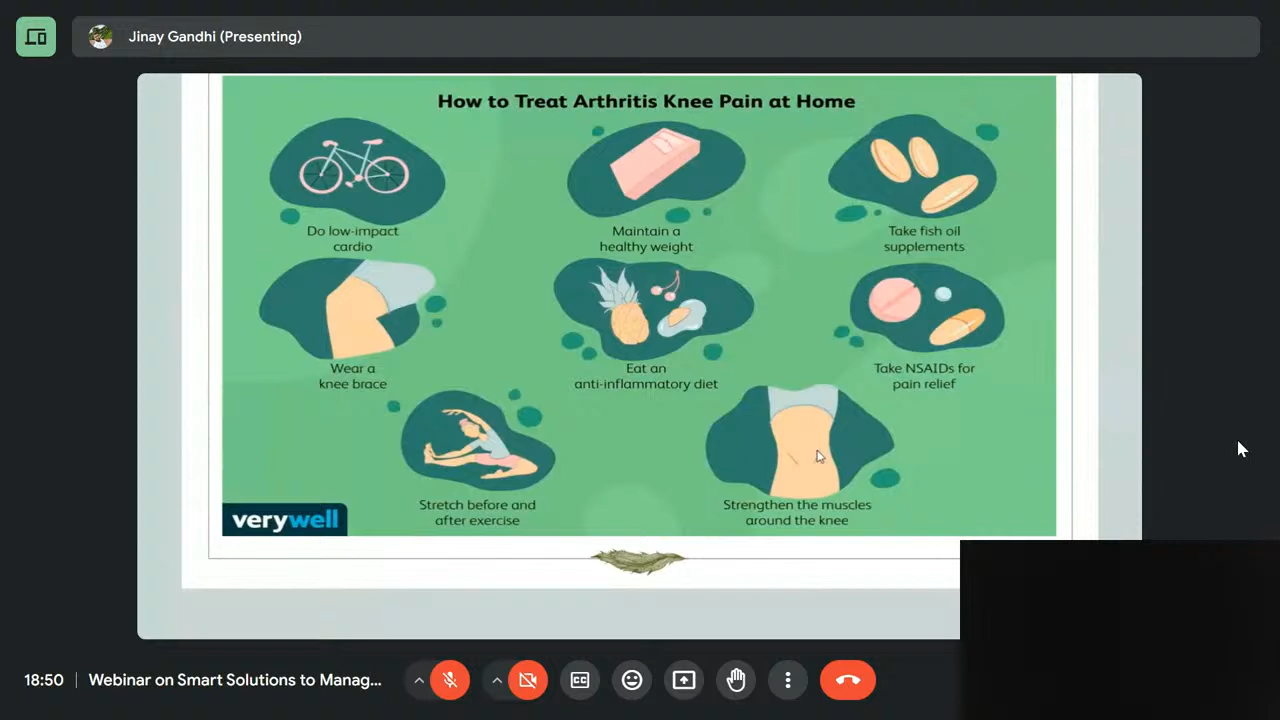 Jinay Gandhi (Presenting)
How to Treat Arthritis Knee Pain at Home
Do low-impact
cardio
Maintain a
healthy weight
Take fish oil
supplements
Wear a
knee brace
Eat an
anti-inflammatory diet
Take NSAIDs for
pain relief
Stretch before and
after exercise
Strengthen the muscles
around the knee
verywell
18:50
Webinar on Smart Solutions to Manag...